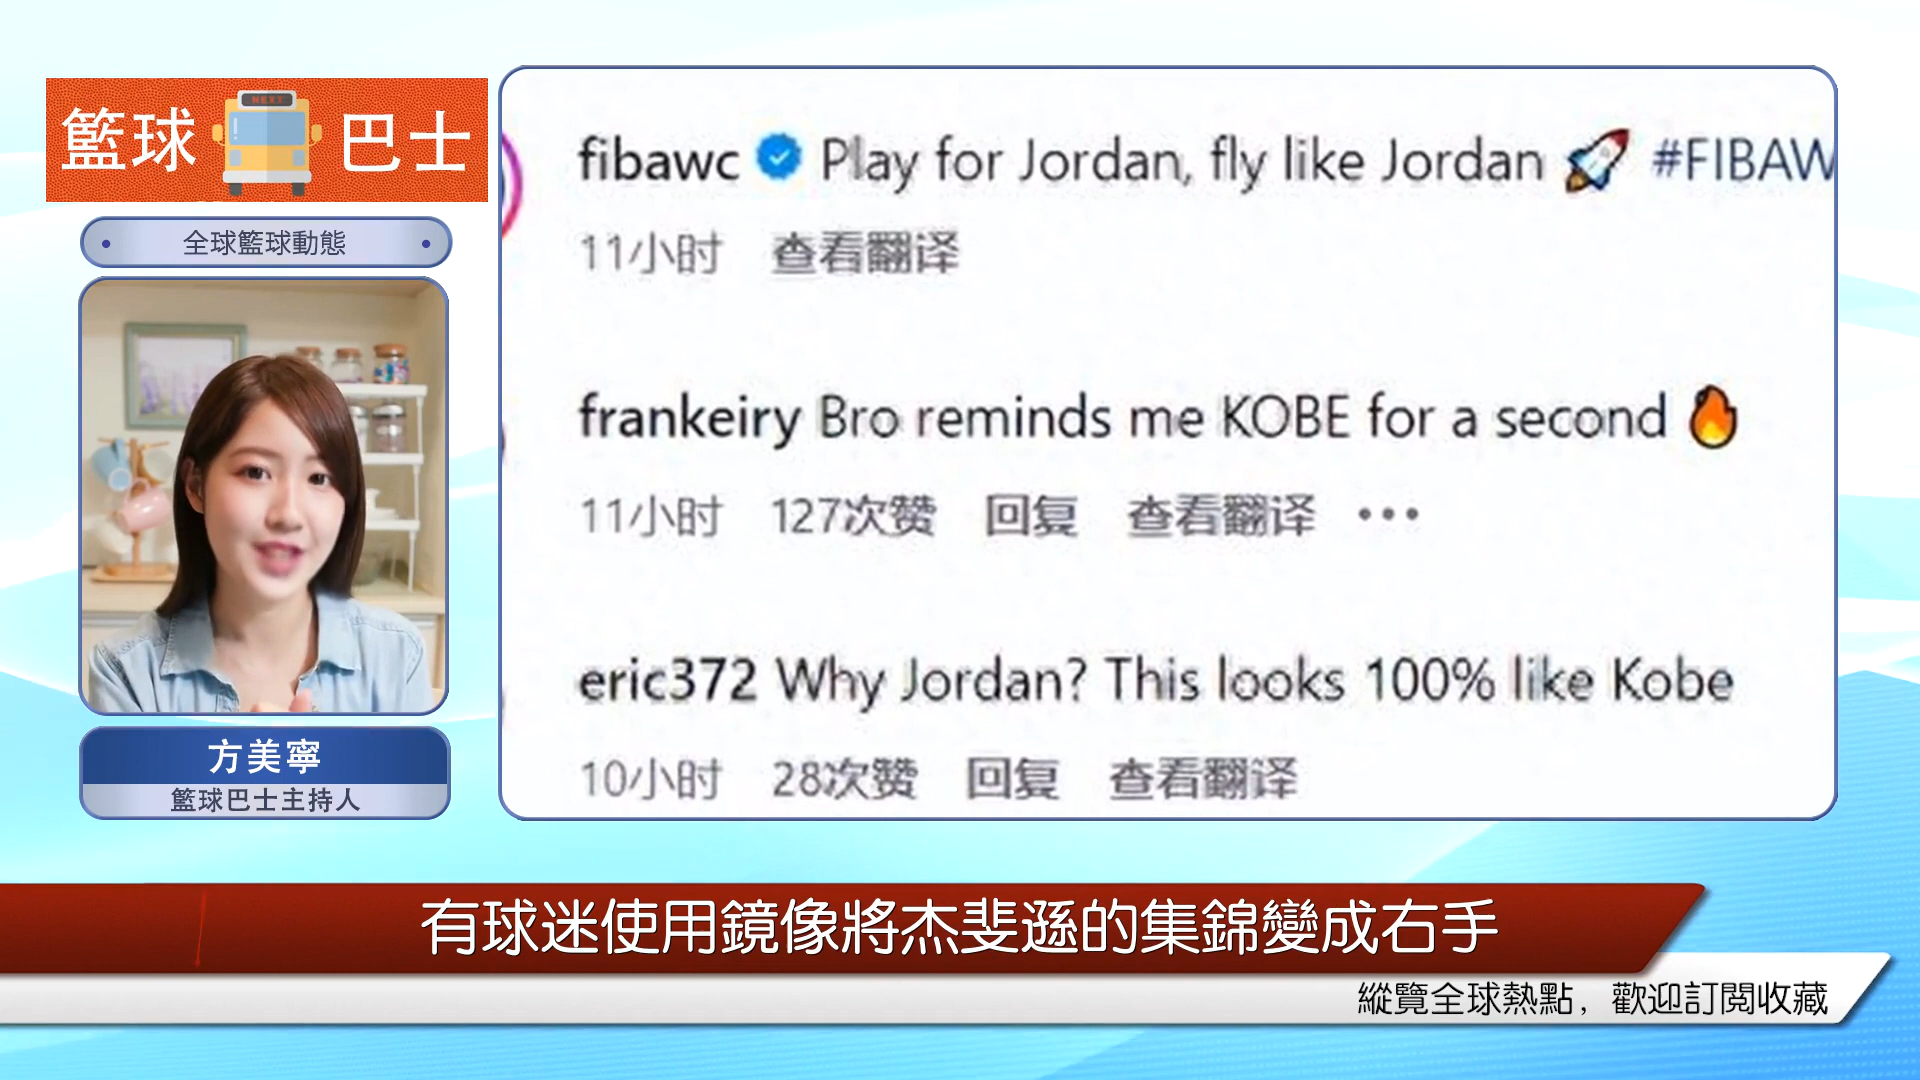 籃球 NEXT 巴士
全球籃球動態
方美寧
籃球巴士主持人
fibawc Play for Jordan, fly like Jordan 🚀 #FIBAW
11小时 查看翻译
frankeiry Bro reminds me KOBE for a second 🔥
11小时 127次赞 回复 查看翻译 •••
eric372 Why Jordan? This looks 100% like Kobe
10小时 28次赞 回复 查看翻译
有球迷使用鏡像將杰斐遜的集錦變成右手
縱覽全球熱點，歡迎訂閱收藏